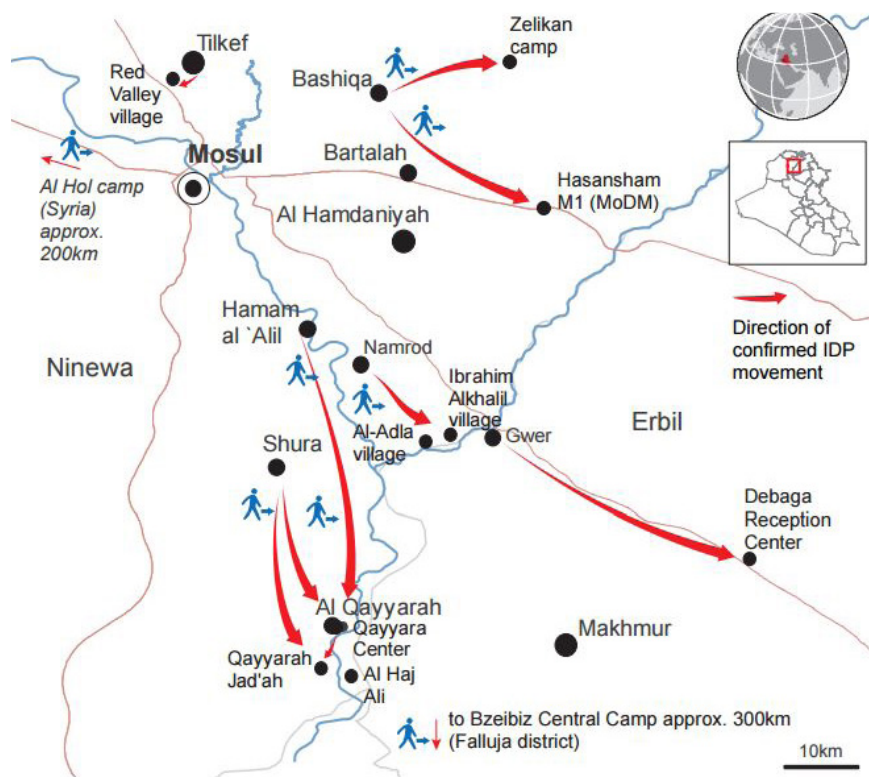 Zelikan
camp
Tilkef
Red
Valley
village
Bashiqa
Mosul
Bartalah
Al Hol camp
(Syria)
approx.
200km
Hasansham
M1 (MoDM)
Al Hamdaniyah
Direction of
confirmed IDP
movement
Hamam
al `Alil
Namrod
Ninewa
Ibrahim
Alkhalil
village
Erbil
Al-Adla
village
Gwer
Shura
Debaga
Reception
Center
Al Qayyarah
Qayyara
Center
Makhmur
Qayyarah
Jad'ah
Al Haj
Ali
to Bzeibiz Central Camp approx. 300km
(Falluja district)
10km